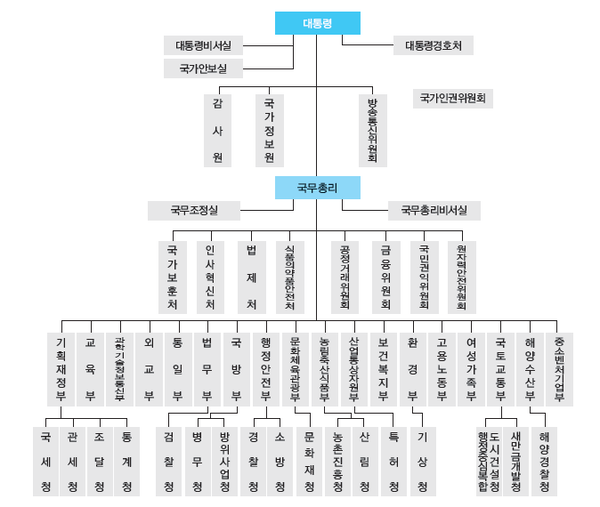 대통령
대통령비서실
대통령경호처
국가안보실
국가인권위원회
감사원
국가정보원
방송통신위원회
국무총리
국무조정실
국무총리비서실
국가보훈처
인사혁신처
법제처
식품의약품안전처
공정거래위원회
금융위원회
국민권익위원회
원자력안전위원회
기획재정부
교육부
과학기술정보통신부
외교부
통일부
법무부
국방부
행정안전부
문화체육관광부
농림축산식품부
산업통상자원부
보건복지부
환경부
고용노동부
여성가족부
국토교통부
해양수산부
중소벤처기업부
국세청
관세청
조달청
통계청
검찰청
병무청
방위사업청
경찰청
소방청
문화재청
농촌진흥청
산림청
특허청
기상청
행정중심복합
도시건설청
새만금개발청
해양경찰청